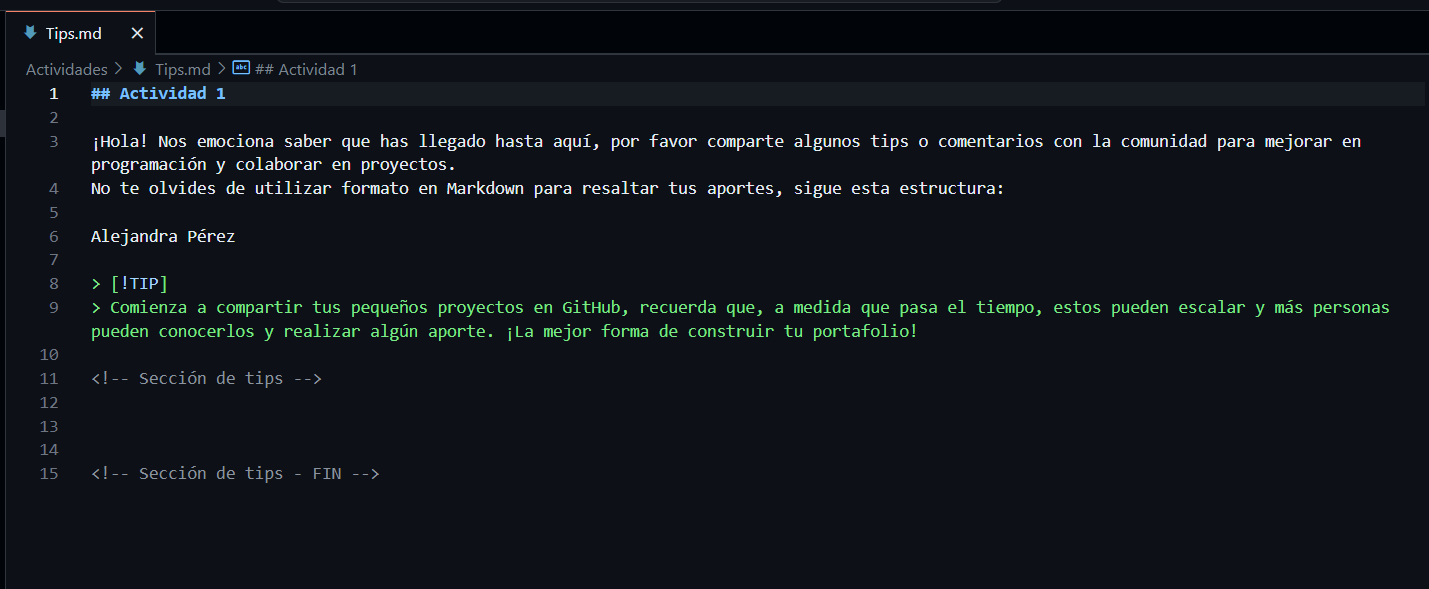 Tips.md
Actividades > Tips.md > abc ## Actividad 1
1 ## Actividad 1
2
3 ¡Hola! Nos emociona saber que has llegado hasta aquí, por favor comparte algunos tips o comentarios con la comunidad para mejorar en
programación y colaborar en proyectos.
4 No te olvides de utilizar formato en Markdown para resaltar tus aportes, sigue esta estructura:
5
6 Alejandra Pérez
7
8 > [!TIP]
9 > Comienza a compartir tus pequeños proyectos en GitHub, recuerda que, a medida que pasa el tiempo, estos pueden escalar y más personas
pueden conocerlos y realizar algún aporte. ¡La mejor forma de construir tu portafolio!
10
11 <!-- Sección de tips -->
12
13
14
15 <!-- Sección de tips - FIN -->